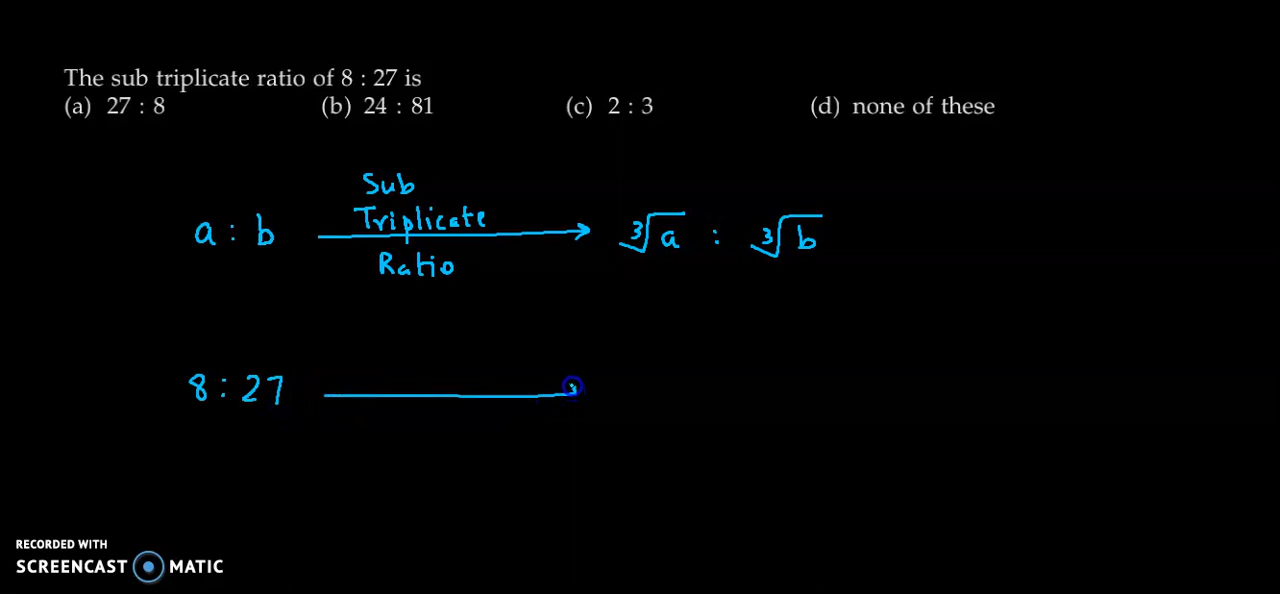 The sub triplicate ratio of 8 : 27 is
(a) 27 : 8 (b) 24 : 81 (c) 2 : 3 (d) none of these
Sub
Triplicate
a : b ∛a : ∛b
Ratio
8 : 27
RECORDED WITH
SCREENCAST MATIC